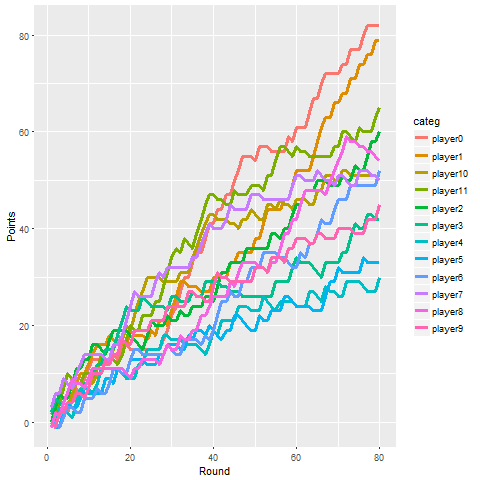 80
60
40
20
0
Points
0 20 40 60 80
Round
categ
player0
player1
player10
player11
player2
player3
player4
player5
player6
player7
player8
player9